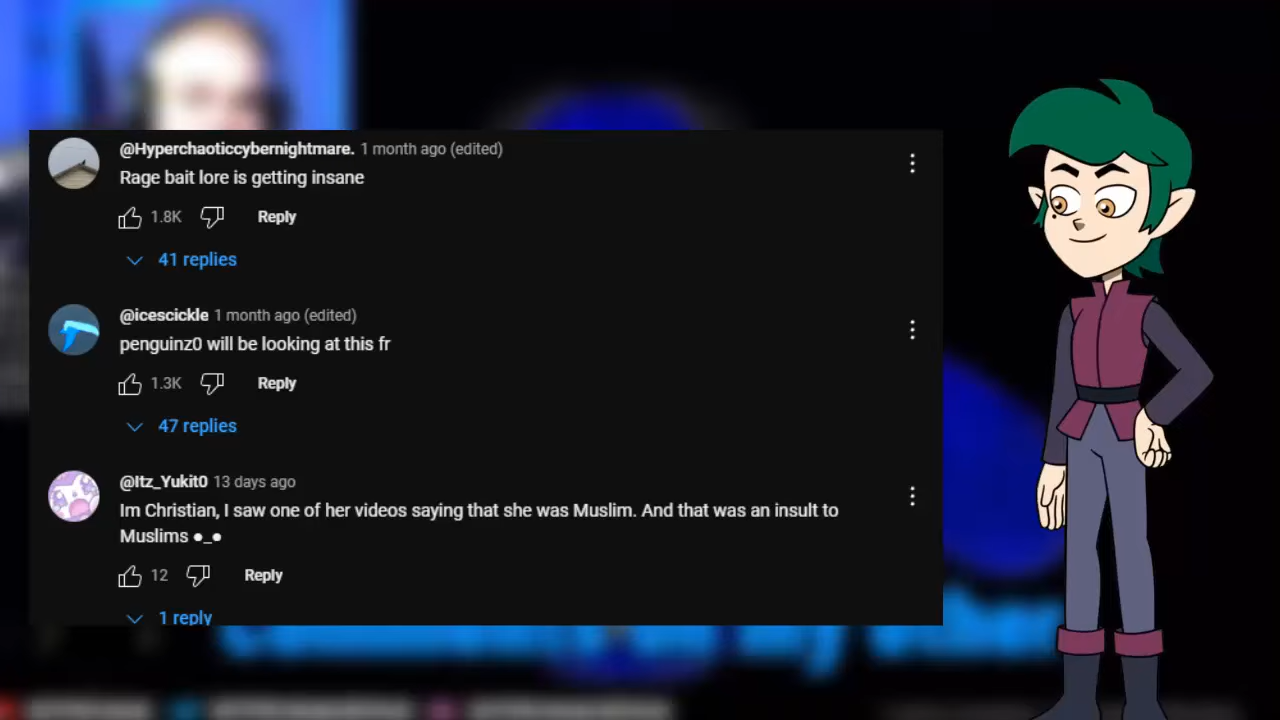 @Hyperchaoticcybernightmare. 1 month ago (edited)
Rage bait lore is getting insane
1.8K Reply
41 replies
@icescickle 1 month ago (edited)
penguinz0 will be looking at this fr
1.3K Reply
47 replies
@Itz_Yukit0 13 days ago
Im Christian, I saw one of her videos saying that she was Muslim. And that was an insult to
Muslims ●_●
12 Reply
1 reply